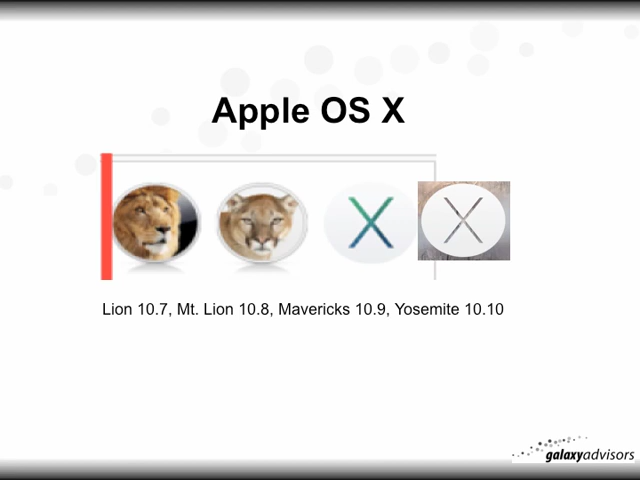 Apple OS X
X X
Lion 10.7, Mt. Lion 10.8, Mavericks 10.9, Yosemite 10.10
galaxyadvisors